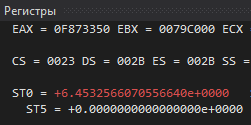 Регистры
EAX = 0F873350 EBX = 0079C000 ECX
CS = 0023 DS = 002B ES = 002B SS =
ST0 = +6.4532566070556640e+0000
ST5 = +0.0000000000000000e+0000